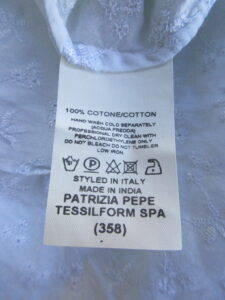 100% COTONE/COTTON
HAND WASH COLD SEPARATELY
(ACQUA FREDDA)
PROFESSIONAL DRY CLEAN WITH
PERCHLORDETHYLENE ONLY
DO NOT BLEACH DO NOT TUMBLER
LOW IRON
P
STYLED IN ITALY
MADE IN INDIA
PATRIZIA PEPE
TESSILFORM SPA
(358)